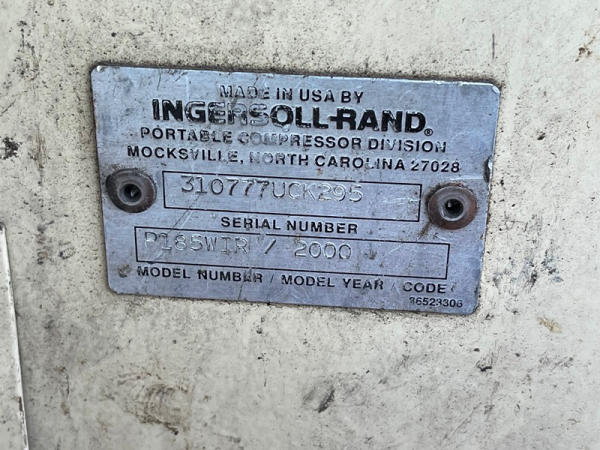 MADE IN USA BY
INGERSOLL-RAND®
PORTABLE COMPRESSOR DIVISION
MOCKSVILLE, NORTH CAROLINA 27028
310777UCK295
SERIAL NUMBER
P185WIR / 2000
MODEL NUMBER / MODEL YEAR / CODE
36523306